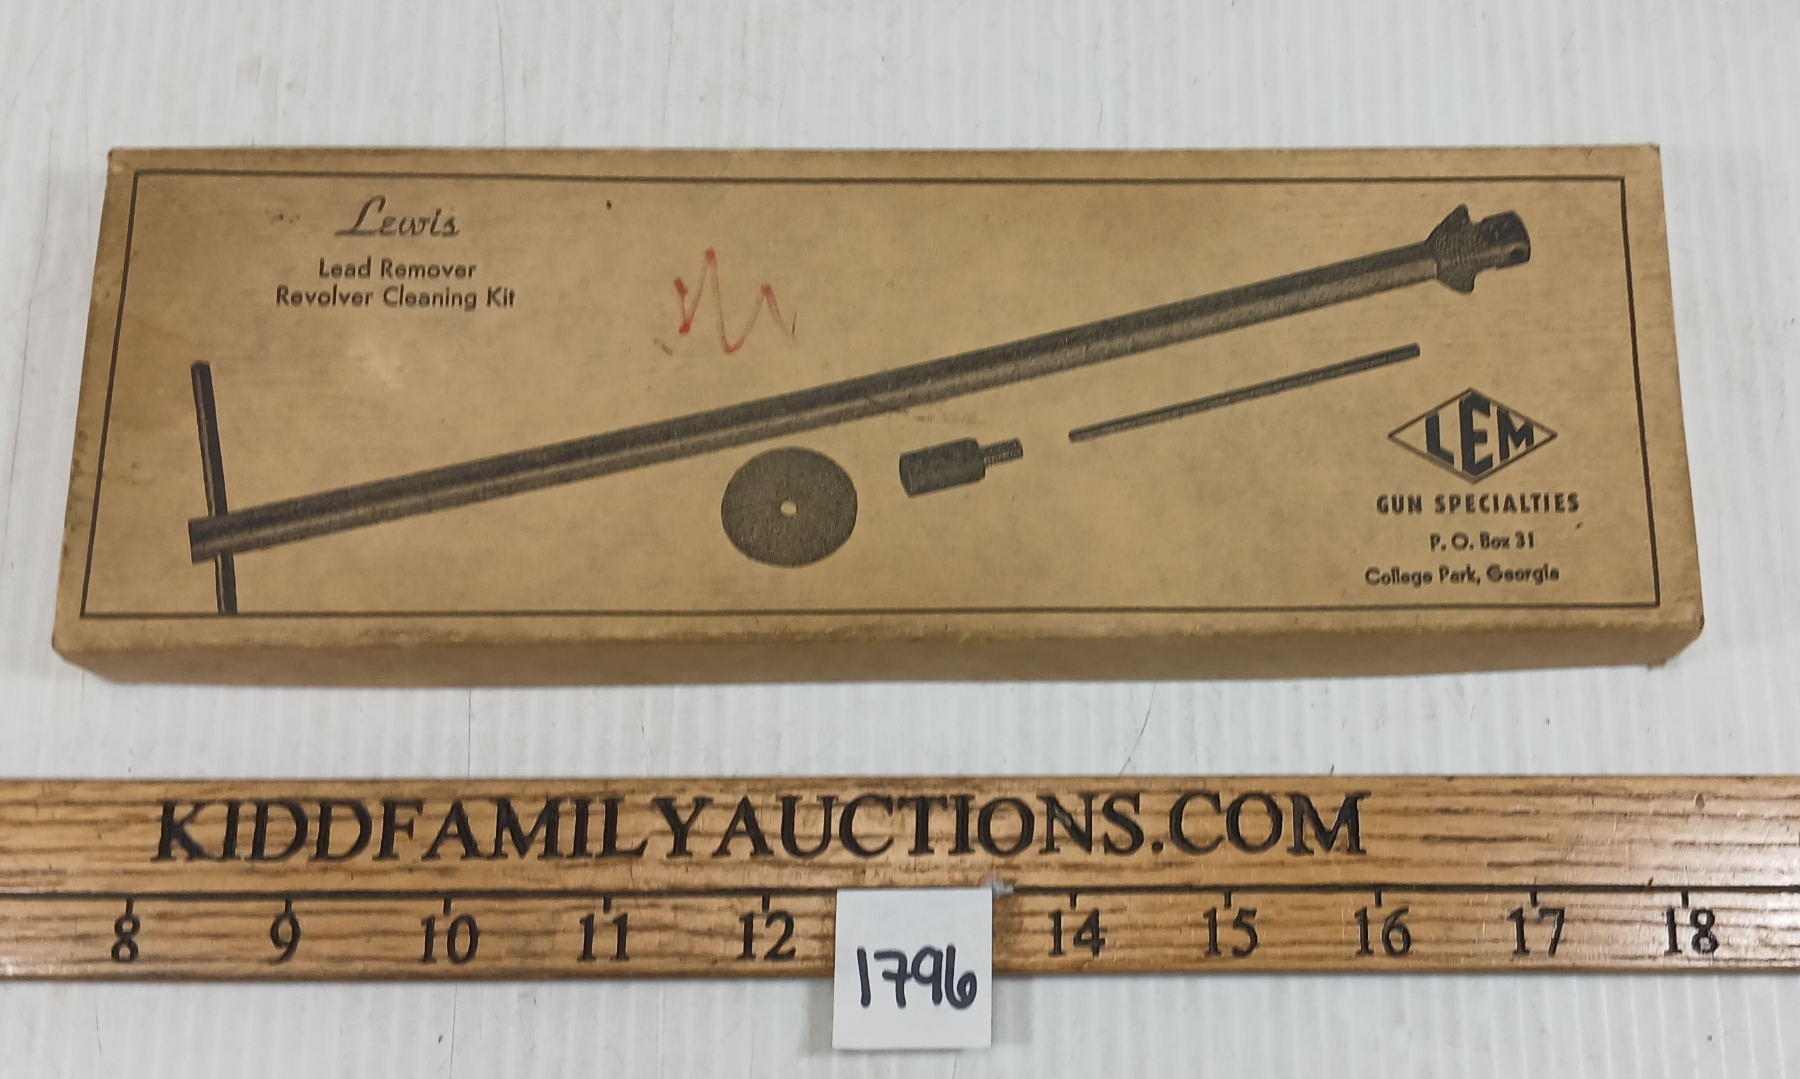 Lewis
Lead Remover
Revolver Cleaning Kit
LEM
GUN SPECIALTIES
P. O. Box 31
College Park, Georgia
KIDDFAMILYAUCTIONS.COM
8 9 10 11 12 14 15 16 17 18
1796